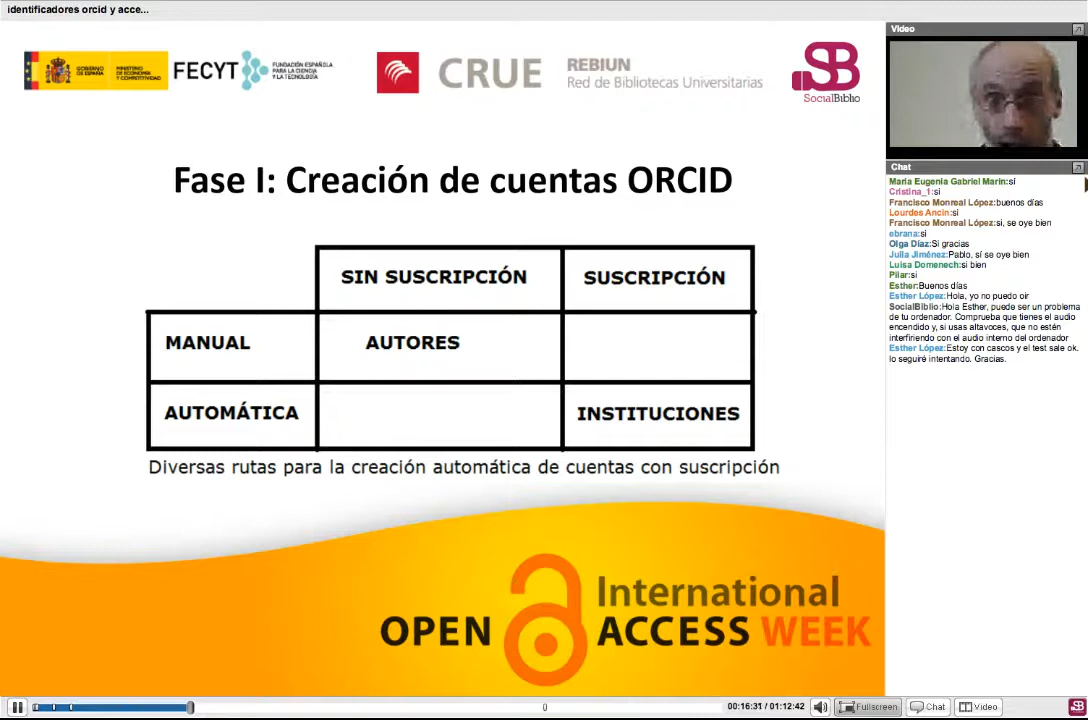 identificadores orcid y acce...
GOBIERNO DE ESPAÑA
MINISTERIO DE ECONOMÍA Y COMPETITIVIDAD
FECYT
FUNDACIÓN ESPAÑOLA
PARA LA CIENCIA
Y LA TECNOLOGÍA
CRUE
REBIUN
Red de Bibliotecas Universitarias
SB
SocialBiblio
Fase I: Creación de cuentas ORCID
SIN SUSCRIPCIÓN SUSCRIPCIÓN
MANUAL AUTORES
AUTOMÁTICA INSTITUCIONES
Diversas rutas para la creación automática de cuentas con suscripción
International
OPEN ACCESS WEEK
Video
Chat
Maria Eugenia Gabriel Marin:sí
Cristina_1:si
Francisco Monreal López:buenos días
Lourdes Ancin:si
Francisco Monreal López:si, se oye bien
ebrana:si
Olga Díaz:Si gracias
Julia Jiménez:Pablo, sí se oye bien
Luisa Domenech:si bien
Pilar:si
Esther:Buenos días
Esther López:Hola, yo no puedo oir
SocialBiblio:Hola Esther, puede ser un problema
de tu ordenador. Comprueba que tienes el audio
encendido y, si usas altavoces, que no estén
interfiriendo con el audio interno del ordenador
Esther López:Estoy con cascos y el test sale ok.
lo seguiré intentando. Gracias.
00:16:31 / 01:12:42
Fullscreen
Chat
Video
SB